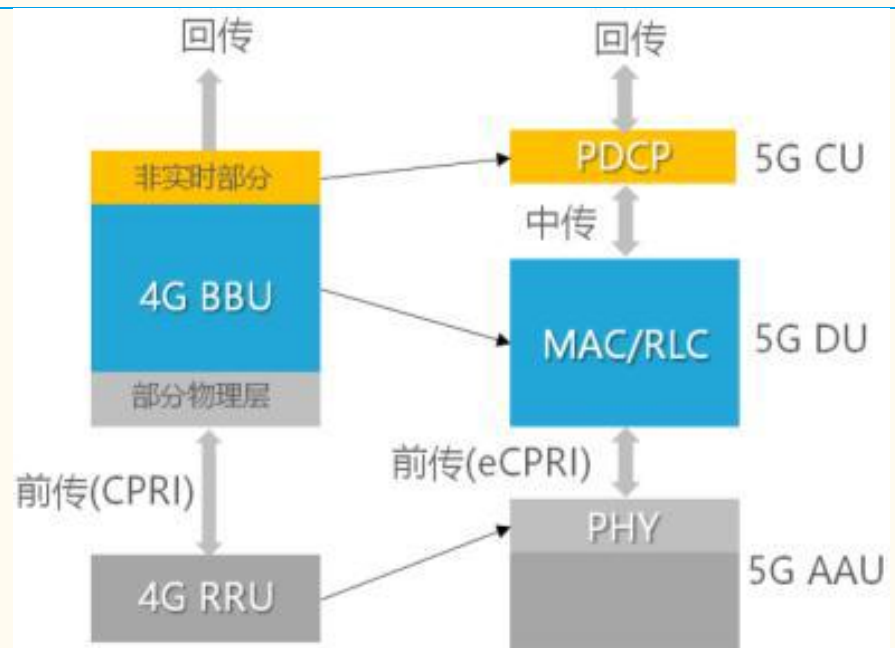 回传
非实时部分
4G BBU
部分物理层
前传(CPRI)
4G RRU
回传
PDCP
5G CU
中传
MAC/RLC
5G DU
前传(eCPRI)
PHY
5G AAU